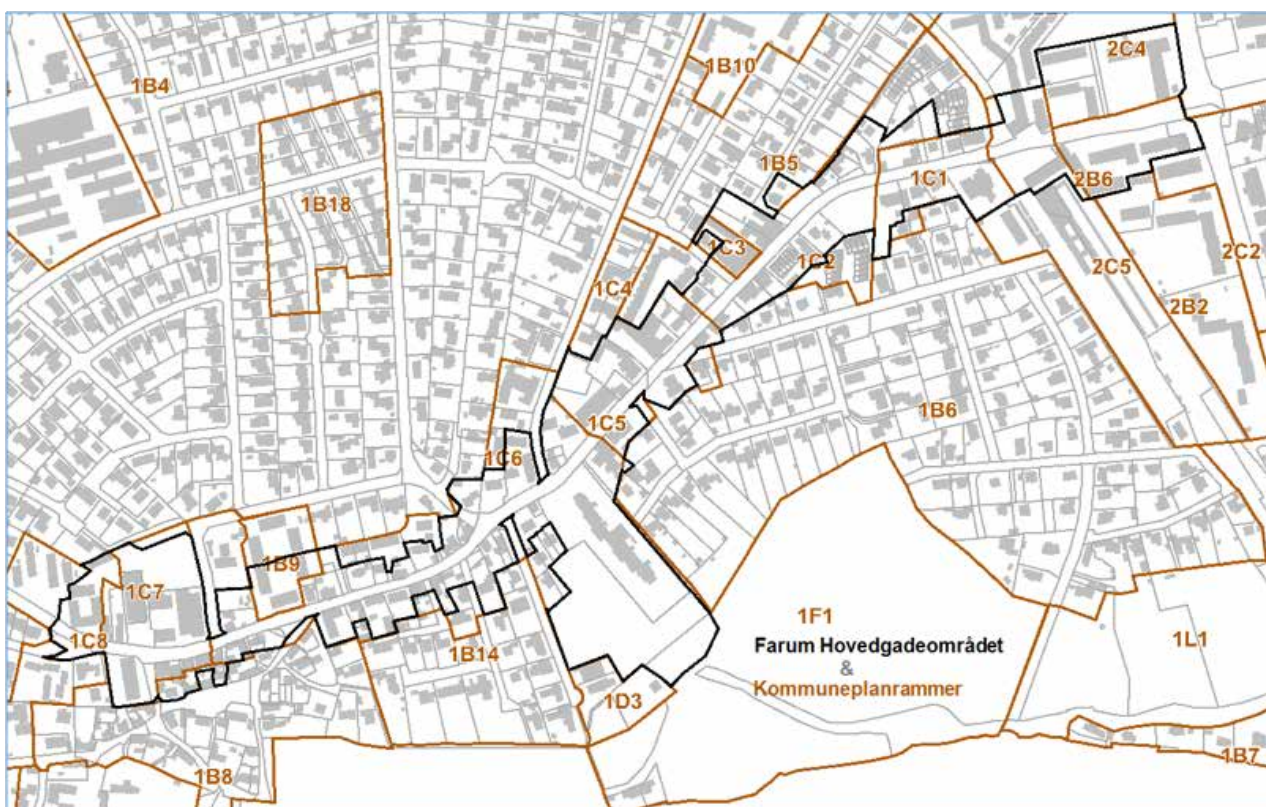 2C4
1B10
1B4
1B5
1C1
2B6
1B18
1C3
1C2
2C2
2C5
1C4
2B2
1B6
1C5
1C6
1B9
1C7
1F1
1C8
1L1
Farum Hovedgadeområdet
1B14
&
Kommuneplanrammer
1D3
1B7
1B8